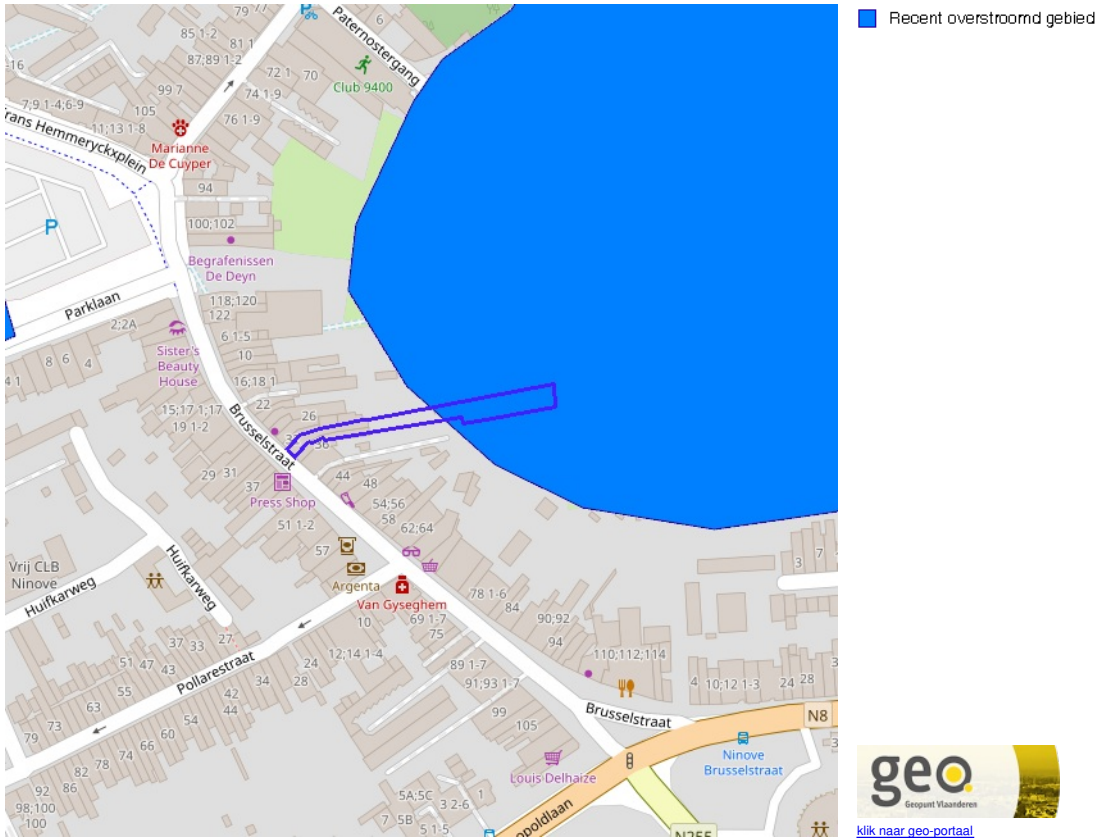 Recent overstroomd gebied
77
79
6
P
Paternostergang
85 1-2
81 1
87;89 1-2
72 1
70
Club 9400
-16
99 7
74 1-9
7;9 1-4;6-9
105
76 1-9
11;13 1-8
rans Hemmeryckxplein
Marianne
De Cuyper
94
P
100;102
Begrafenissen
De Deyn
Parklaan
118;120
122
2;2A
6 1-5
Sister's
Beauty
House
10
8 6 4
4 1
16;18 1
22
26
15;17 1;17
19 1-2
Brusselstraat
36
29 31
44
48
37
Press Shop
54;56
58
51 1-2
62;64
57
Vrij CLB
Ninove
Huifkarweg
Huifkarweg
Argenta
Van Gyseghem
78 1-6
84
3 7
10
69 1-7
75
90;92
94
37 33 27
51 47 43
12;14 1-4
110;112;114
Pollarestraat
24
28
89 1-7
91;93 1-7
4 10;12 1-3 24 28
63
55
42
44
34
73
79
54
60
66
74
78
82
86
92
98;100
100
99
105
Brusselstraat
N8
Ninove
Brusselstraat
Louis Delhaize
5A;5C
3 2-6 1
7 5B 5 1-5
opoldlaan
N255
geo
Geopunt Vlaanderen
klik naar geo-portaal